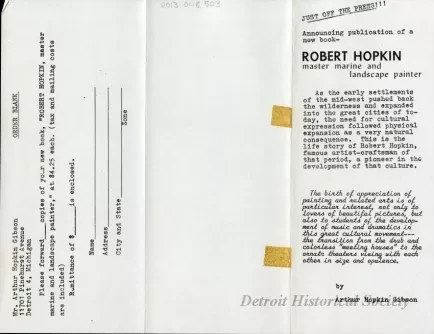 2013 002 503
JUST OFF THE PRESS!!!
Announcing publication of a
new book-
ROBERT HOPKIN
master marine and
landscape painter
As the early settlements
of the mid-west pushed back
the wilderness and expanded
into the great cities of to-
day, the need for cultural
expression followed physical
expansion as a very natural
consequence. This is the
life story of Robert Hopkin,
famous artist-craftsman of
that period, a pioneer in the
development of that culture.
The birth of appreciation of
painting and related arts is of
particular interest, not only to
lovers of beautiful pictures, but
also to students of the develop-
ment of music and dramatics in
this great cultural movement---
the transition from the drab and
colorless "meeting houses" to the
ornate theaters vieing with each
other in size and opulence.
by
Arthur Hopkin Gibson
Detroit Historical Society
ORDER BLANK
Mr. Arthur Hopkin Gibson
11701 Pinehurst Avenue
Detroit 4, Michigan
Please forward copies of your new book, "ROBERT HOPKIN, master
marine and landscape painter," at $4.25 each. (tax and mailing costs
are included)
Remittance of $ is enclosed.
Name
Address
City and State Zone